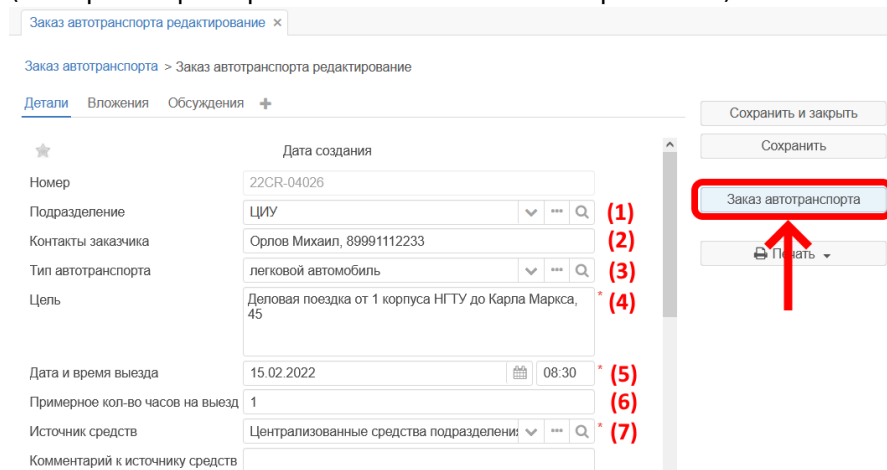 Заказ автотранспорта редактирование ×
Заказ автотранспорта > Заказ автотранспорта редактирование
Детали Вложения Обсуждения +
Сохранить и закрыть
Дата создания
Сохранить
Номер 22CR-04026
Заказ автотранспорта
Подразделение ЦИУ (1)
Контакты заказчика Орлов Михаил, 89991112233 (2)
Печать
Тип автотранспорта легковой автомобиль (3)
Цель Деловая поездка от 1 корпуса НГТУ до Карла Маркса, * (4)
45
Дата и время выезда 15.02.2022 08:30 * (5)
Примерное кол-во часов на выезд 1 (6)
Источник средств Централизованные средства подразделени * (7)
Комментарий к источнику средств